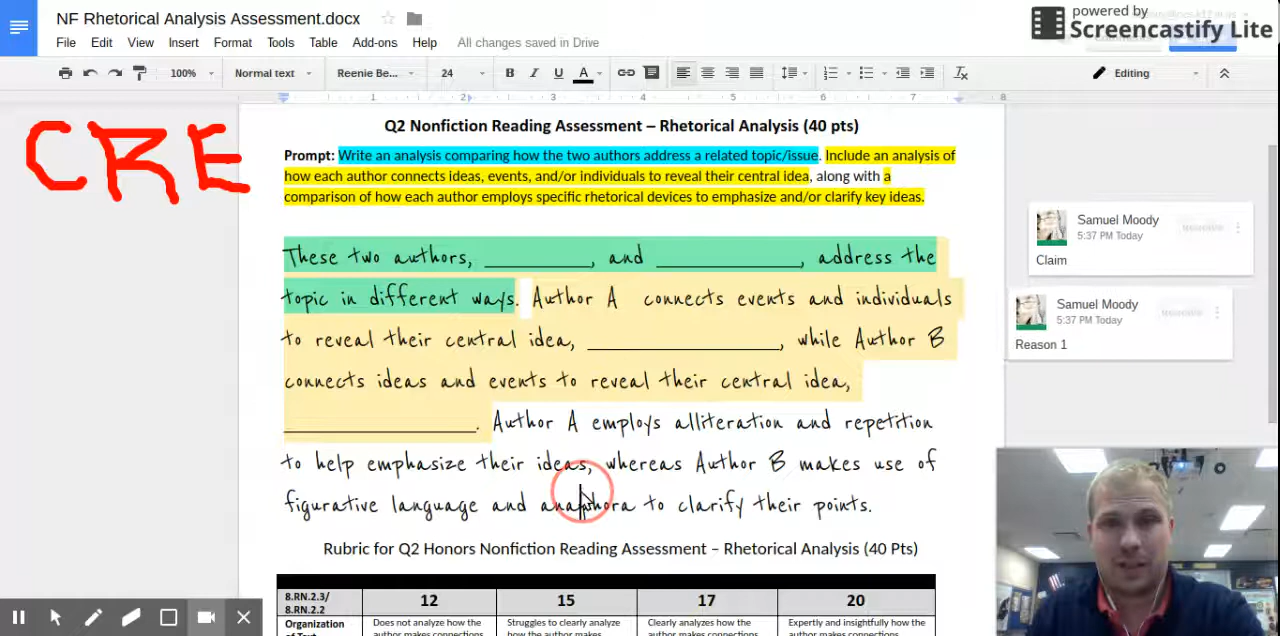 NF Rhetorical Analysis Assessment.docx
powered by
Screencastify Lite
File Edit View Insert Format Tools Table Add-ons Help All changes saved in Drive
100% Normal text Reenie Be... 24 B I U A Editing
1 2 3 4 5 6 7 8
CRE
Q2 Nonfiction Reading Assessment – Rhetorical Analysis (40 pts)
Prompt: Write an analysis comparing how the two authors address a related topic/issue. Include an analysis of
how each author connects ideas, events, and/or individuals to reveal their central idea, along with a
comparison of how each author employs specific rhetorical devices to emphasize and/or clarify key ideas.
These two authors, __________, and _____________, address the
topic in different ways. Author A connects events and individuals
to reveal their central idea, __________________, while Author B
connects ideas and events to reveal their central idea,
__________________. Author A employs alliteration and repetition
to help emphasize their ideas, whereas Author B makes use of
figurative language and anaphora to clarify their points.
Samuel Moody
5:37 PM Today
Claim
Samuel Moody
5:37 PM Today
Reason 1
Rubric for Q2 Honors Nonfiction Reading Assessment – Rhetorical Analysis (40 Pts)
8.RN.2.3/
8.RN.2.2 12 15 17 20
Organization Does not analyze how the Struggles to clearly analyze Clearly analyzes how the Expertly and insightfully how the
of Text author makes connections how the author makes author makes connections author makes connections